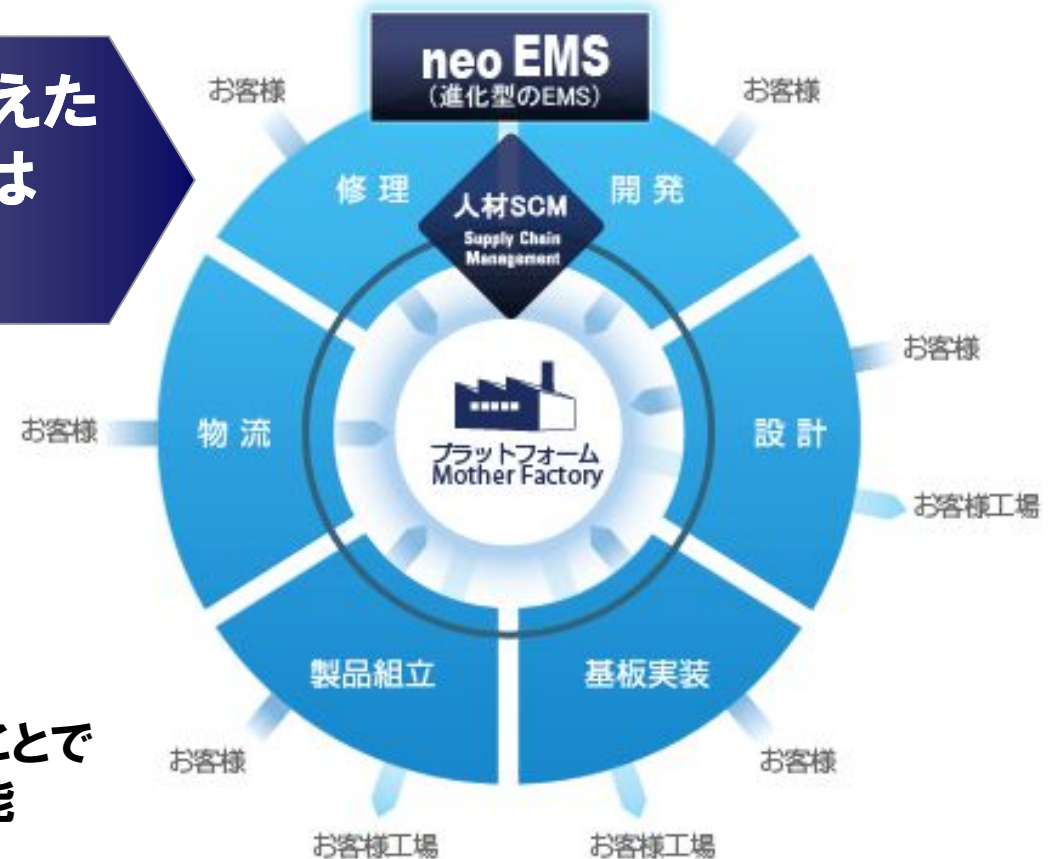 えた
は
neo EMS
(進化型のEMS)
お客様
お客様
修理
開発
人材SCM
Supply Chain
Management
お客様
お客様
物流
設計
プラットフォーム
Mother Factory
お客様工場
製品組立
基板実装
ことで
能
お客様
お客様
お客様工場
お客様工場